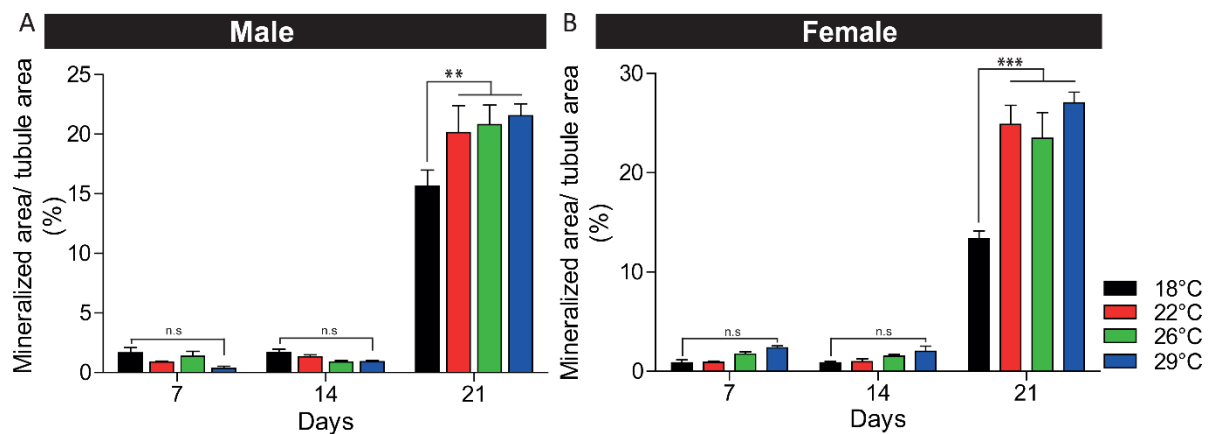 A
Male
Mineralized area/ tubule area
(%)
25
20
15
10
5
0
**
n.s
n.s
7
14
21
Days
B
Female
Mineralized area/ tubule area
(%)
30
20
10
0
***
n.s
n.s
7
14
21
Days
18°C
22°C
26°C
29°C